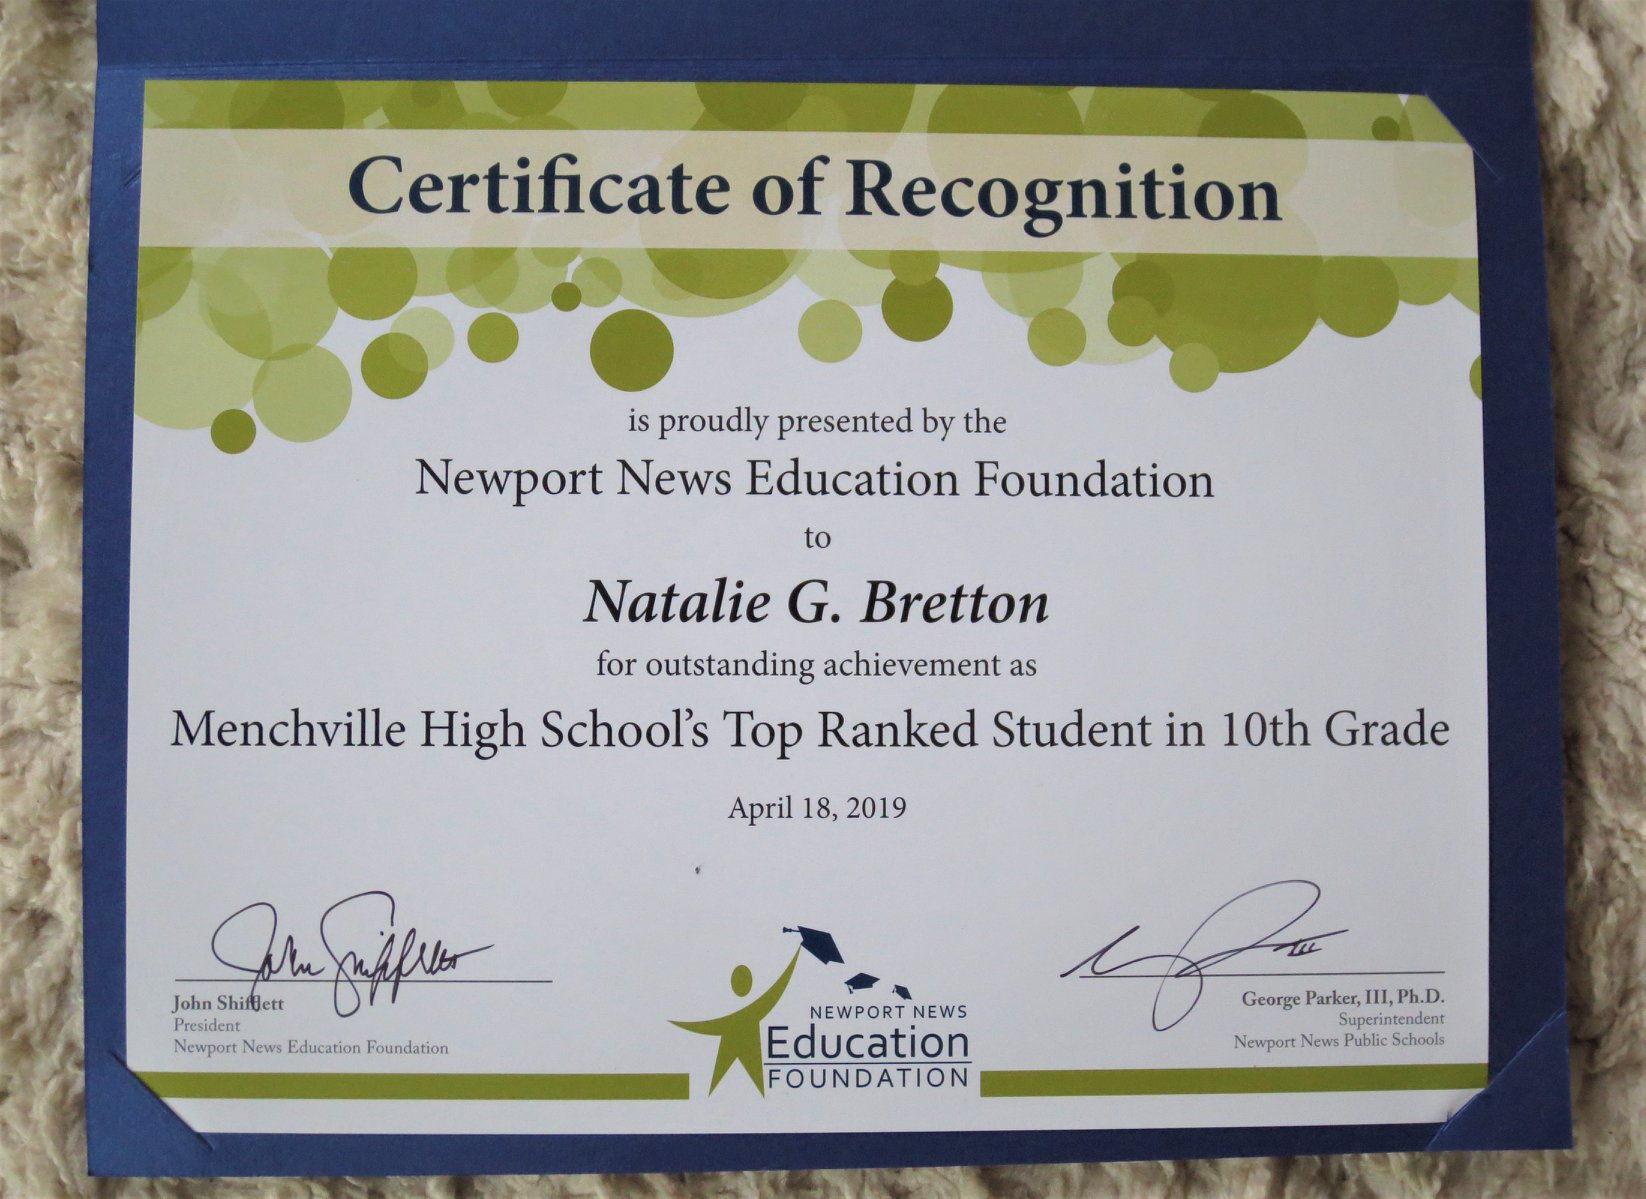 Certificate of Recognition
is proudly presented by the
Newport News Education Foundation
to
Natalie G. Bretton
for outstanding achievement as
Menchville High School's Top Ranked Student in 10th Grade
April 18, 2019
John Shifflett
John Shifflett
President
Newport News Education Foundation
NEWPORT NEWS
Education
FOUNDATION
George Parker, III, Ph.D.
Superintendent
Newport News Public Schools